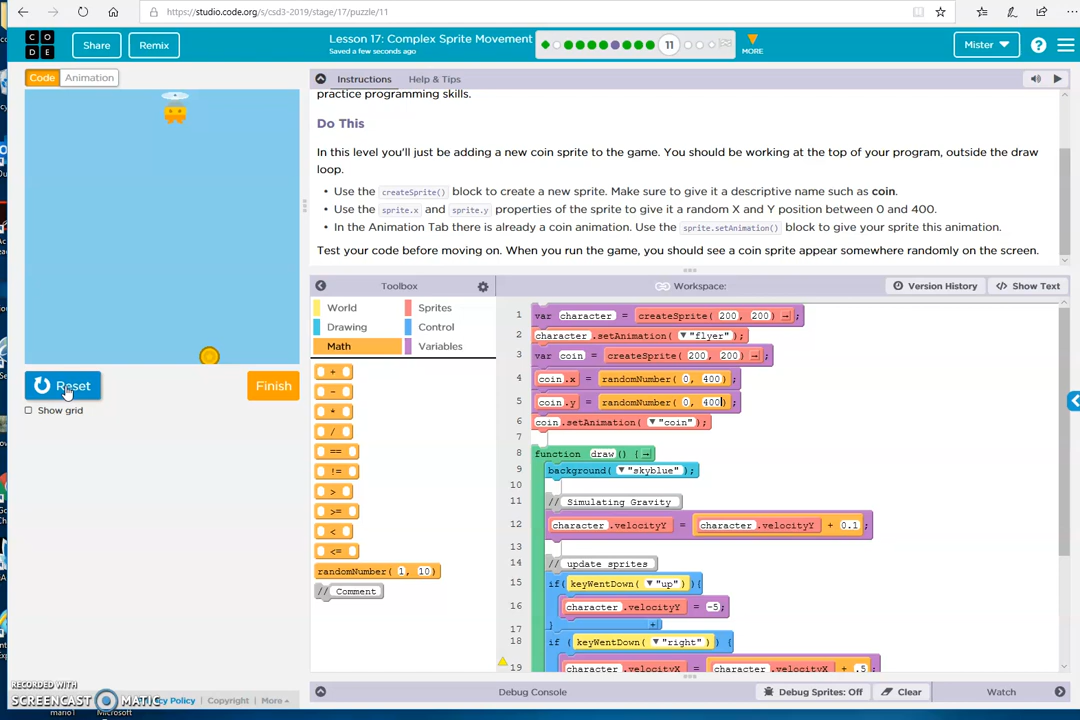 https://studio.code.org/s/csd3-2019/stage/17/puzzle/11
C O
D E
Share
Remix
Lesson 17: Complex Sprite Movement
Saved a few seconds ago
11
MORE
Mister
Code
Animation
Instructions
Help & Tips
practice programming skills.
Do This
In this level you'll just be adding a new coin sprite to the game. You should be working at the top of your program, outside the draw
loop.
• Use the createSprite() block to create a new sprite. Make sure to give it a descriptive name such as coin.
• Use the sprite.x and sprite.y properties of the sprite to give it a random X and Y position between 0 and 400.
• In the Animation Tab there is already a coin animation. Use the sprite.setAnimation() block to give your sprite this animation.
Test your code before moving on. When you run the game, you should see a coin sprite appear somewhere randomly on the screen.
Toolbox
Workspace:
Version History
</> Show Text
World
Sprites
Drawing
Control
Math
Variables
+
-
*
/
==
!=
>
>=
<
<=
randomNumber( 1, 10)
// Comment
Reset
Finish
Show grid
1 var character = createSprite( 200, 200) → ;
2 character.setAnimation( ▼"flyer");
3 var coin = createSprite( 200, 200) → ;
4 coin.x = randomNumber( 0, 400);
5 coin.y = randomNumber( 0, 400);
6 coin.setAnimation( ▼"coin");
7
8 function draw() { →
9 background( ▼"skyblue");
10
11 // Simulating Gravity
12 character.velocityY = character.velocityY + 0.1;
13
14 // update sprites
15 if( keyWentDown( ▼"up") ){
16 character.velocityY = -5;
17 } +
18 if ( keyWentDown( ▼"right") ) {
19 character.velocityX = character.velocityX + .5;
Debug Console
Debug Sprites: Off
Clear
Watch
RECORDED WITH
SCREENCAST MATIC
Policy
Copyright
More
mario1
Microsoft